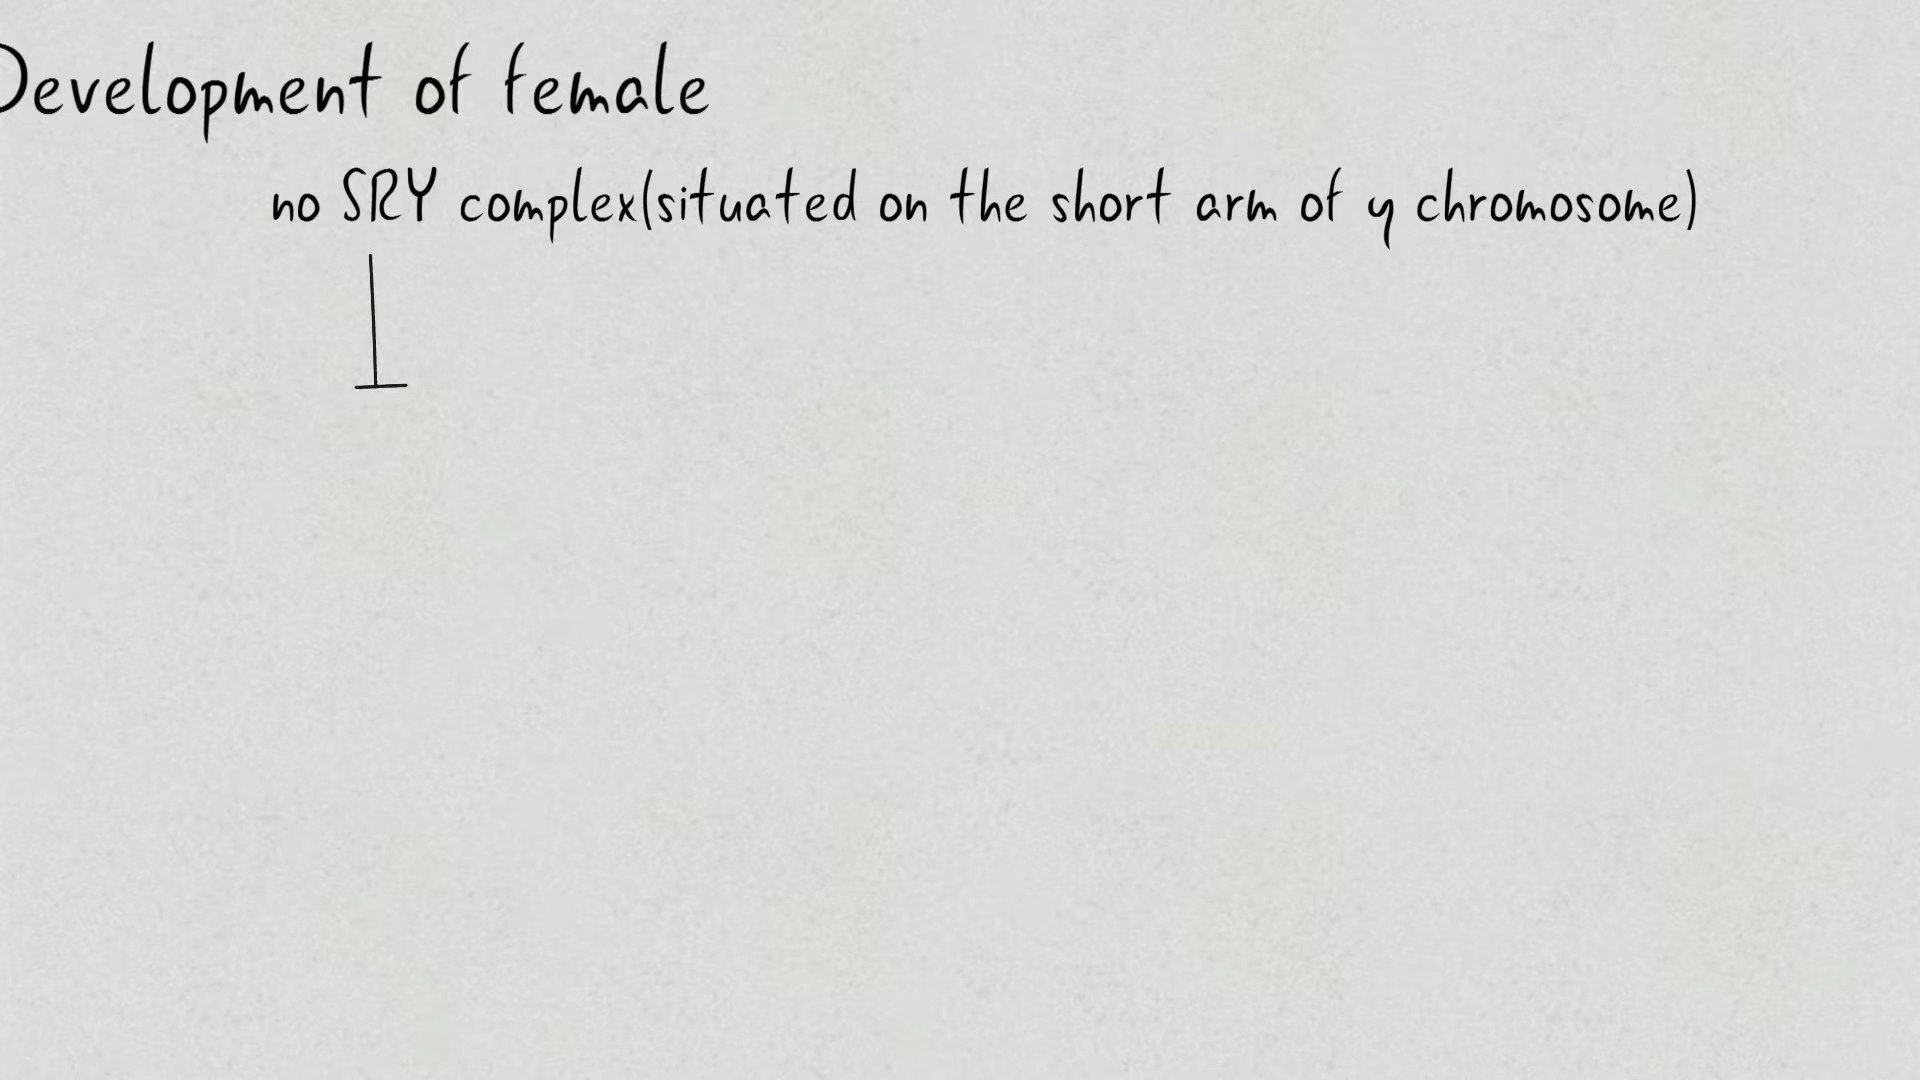 Development of female
no SRY complex(situated on the short arm of y chromosome)